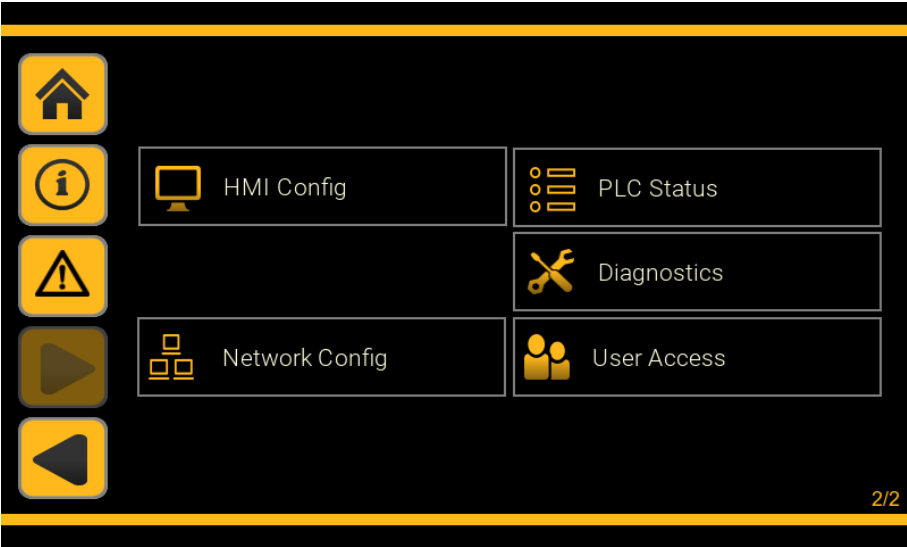 HMI Config
PLC Status
Diagnostics
Network Config
User Access
2/2